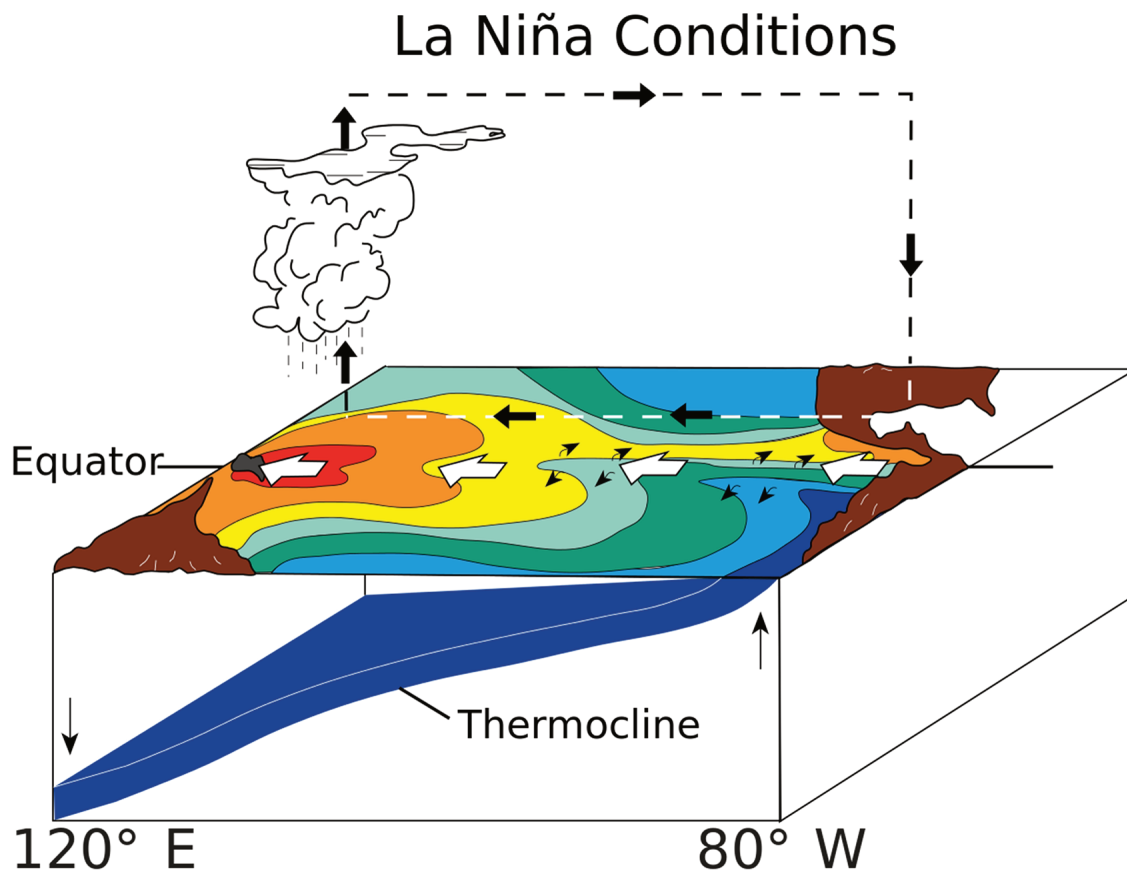 La Niña Conditions
Equator
Thermocline
120° E
80° W